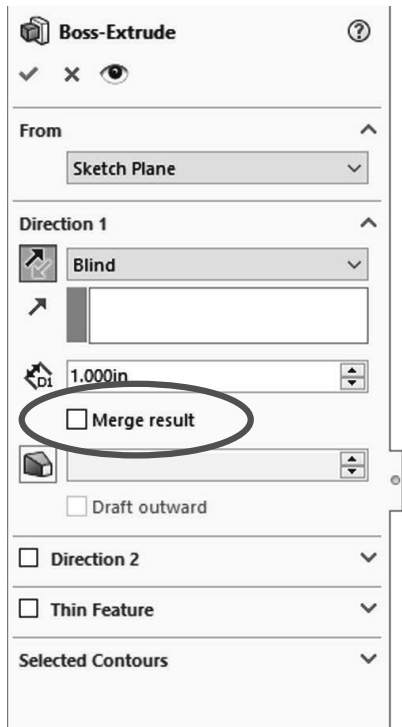 Boss-Extrude
From
Sketch Plane
Direction 1
Blind
D1 1.000in
Merge result
Draft outward
Direction 2
Thin Feature
Selected Contours